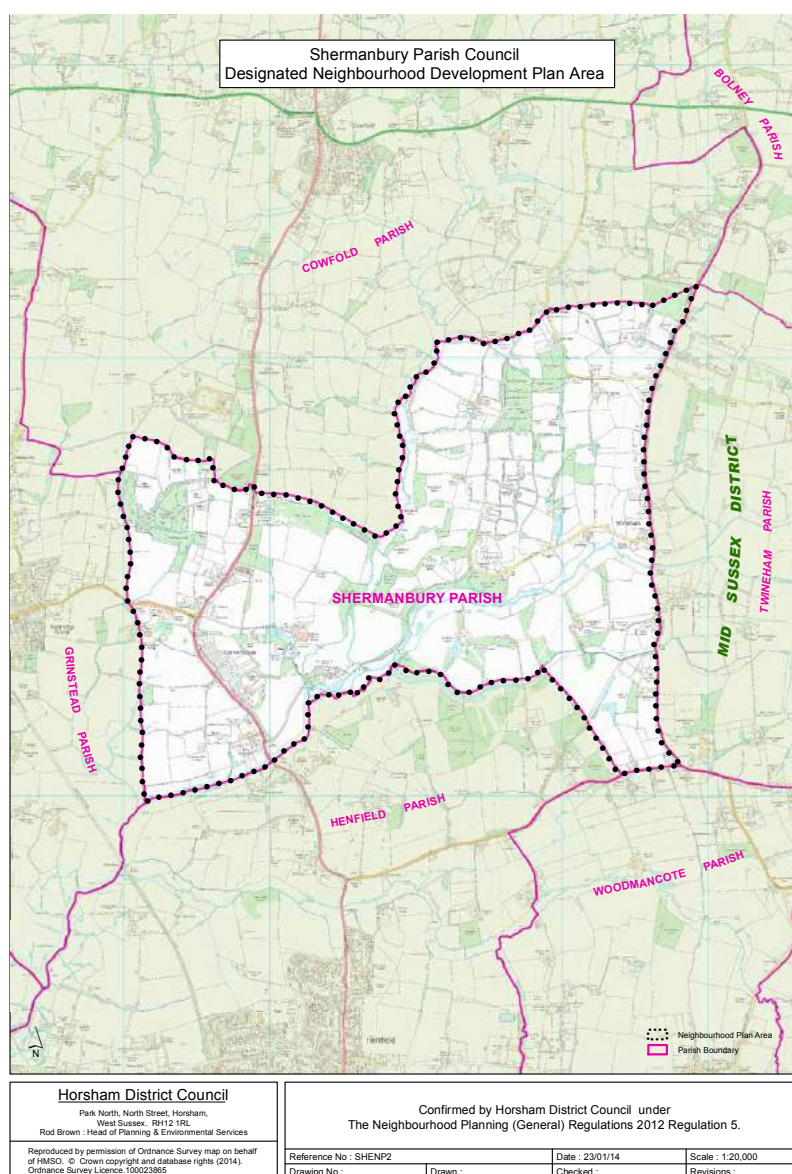 Shermanbury Parish Council
Designated Neighbourhood Development Plan Area
BOLNEY PARISH
Cowfold
COWFOLD PARISH
MID SUSSEX DISTRICT
TWINEHAM PARISH
Wineham
SHERMANBURY PARISH
GRINSTEAD PARISH
HENFIELD PARISH
WOODMANCOTE PARISH
Henfield
N
Neighbourhood Plan Area
Parish Boundary
Horsham District Council
Park North, North Street, Horsham,
West Sussex. RH12 1RL
Rod Brown : Head of Planning & Environmental Services
Reproduced by permission of Ordnance Survey map on behalf
of HMSO. © Crown copyright and database rights (2014).
Ordnance Survey Licence.100023865
Confirmed by Horsham District Council under
The Neighbourhood Planning (General) Regulations 2012 Regulation 5.
Reference No : SHENP2
Date : 23/01/14
Scale : 1:20,000
Drawing No :
Drawn :
Checked :
Revisions :